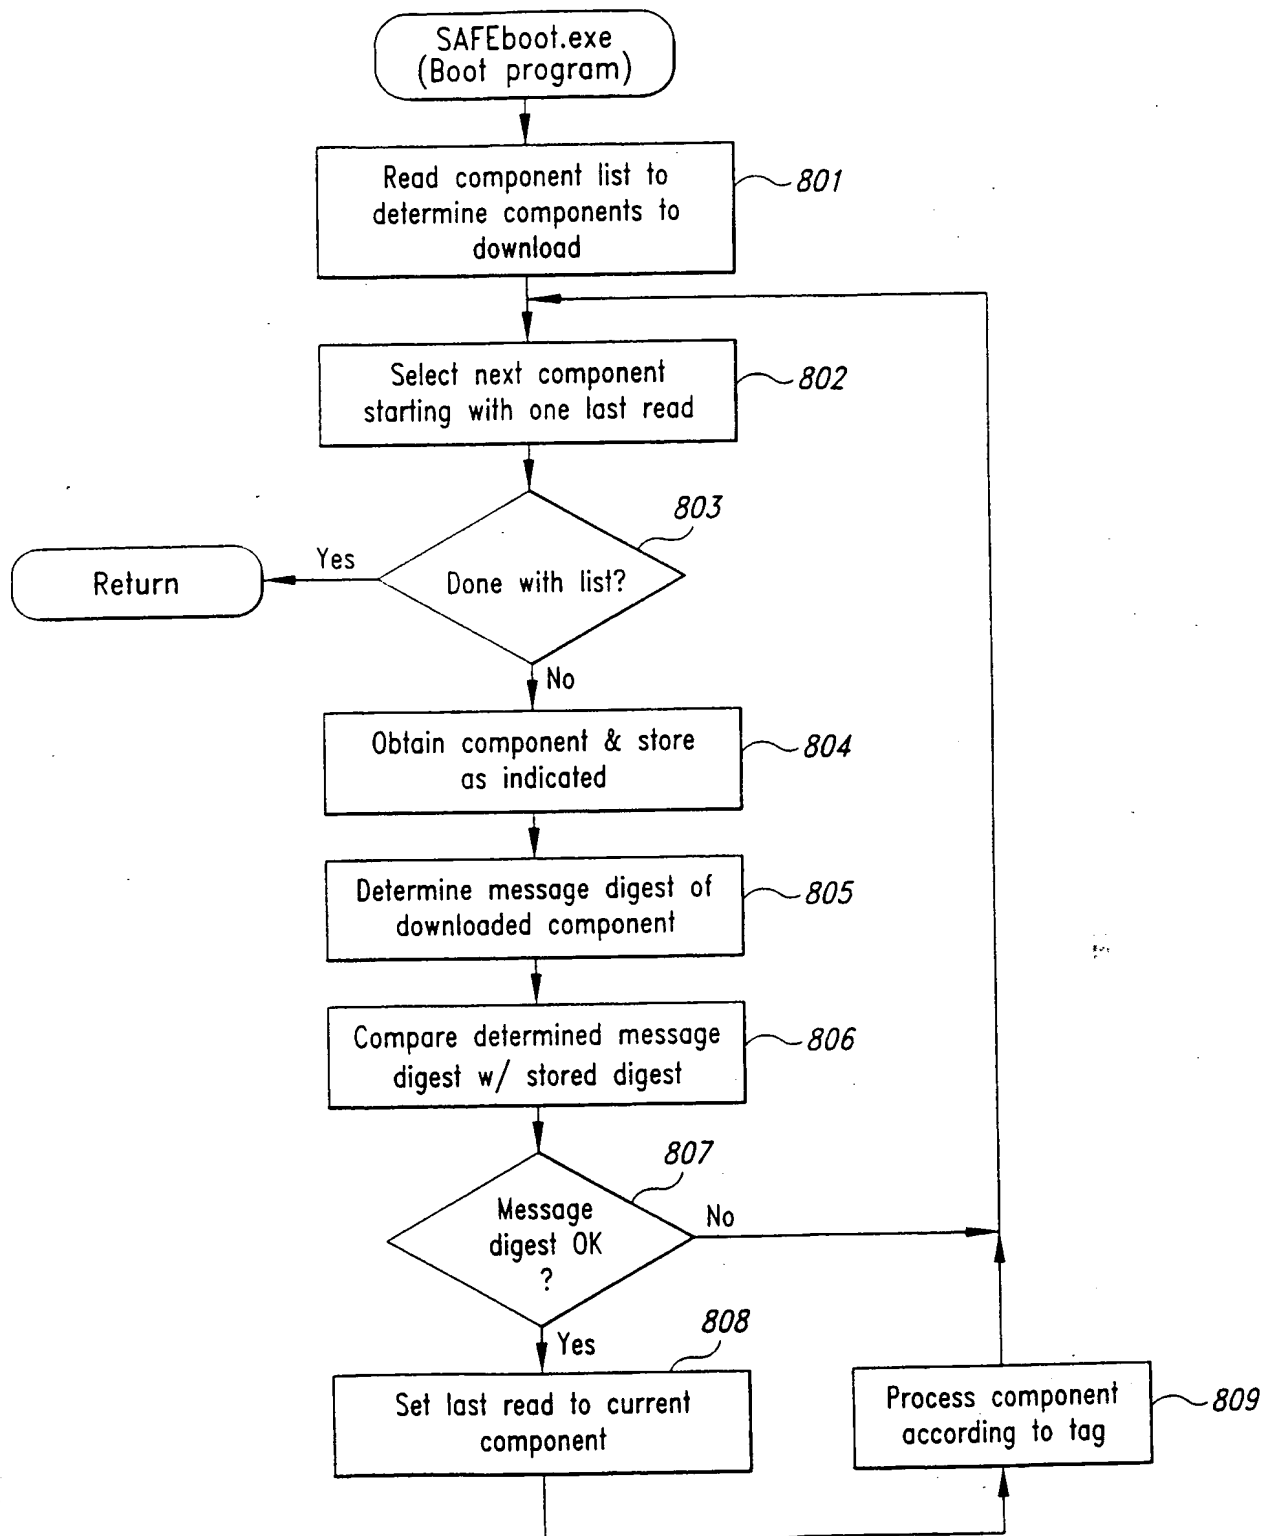 SAFEboot.exe
(Boot program)
Read component list to
determine components to
download
801
Select next component
starting with one last read
802
803
Done with list?
Yes
Return
No
Obtain component & store
as indicated
804
Determine message digest of
downloaded component
805
Compare determined message
digest w/ stored digest
806
807
Message
digest OK
?
No
Yes
808
Set last read to current
component
Process component
according to tag
809